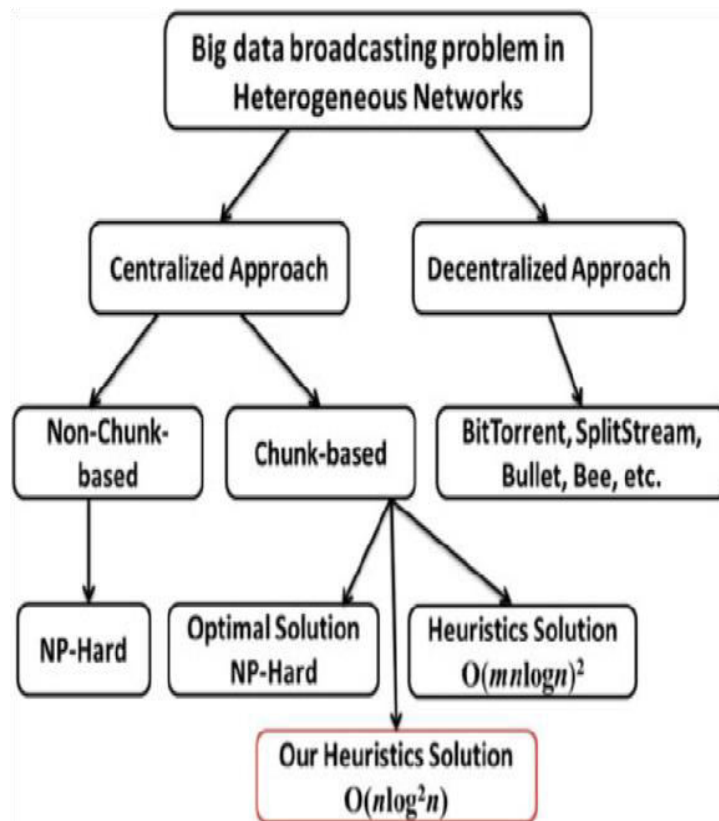 Big data broadcasting problem in
Heterogeneous Networks
Centralized Approach
Decentralized Approach
Non-Chunk-
based
Chunk-based
BitTorrent, SplitStream,
Bullet, Bee, etc.
NP-Hard
Optimal Solution
NP-Hard
Heuristics Solution
O(mnlogn)²
Our Heuristics Solution
O(nlog²n)